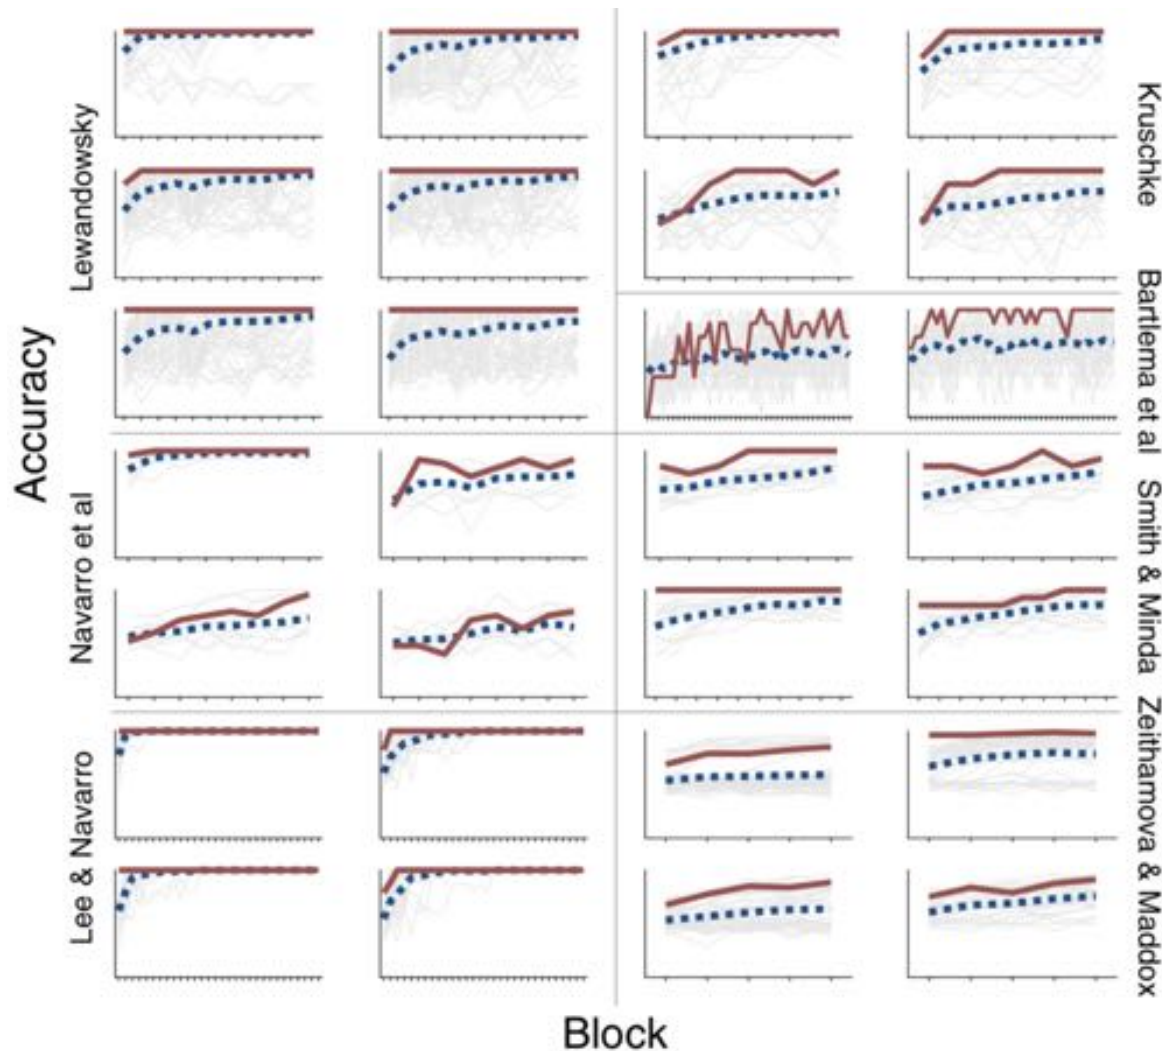 Accuracy
Lewandowsky
Navarro et al
Lee & Navarro
Kruschke
Bartlema et al
Smith & Minda
Zeithamova & Maddox
Block